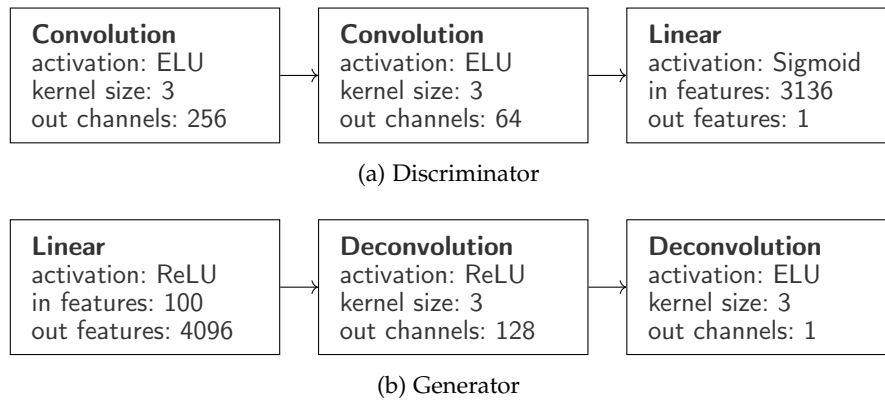 Convolution
activation: ELU
kernel size: 3
out channels: 256
Convolution
activation: ELU
kernel size: 3
out channels: 64
Linear
activation: Sigmoid
in features: 3136
out features: 1
(a) Discriminator
Linear
activation: ReLU
in features: 100
out features: 4096
Deconvolution
activation: ReLU
kernel size: 3
out channels: 128
Deconvolution
activation: ELU
kernel size: 3
out channels: 1
(b) Generator